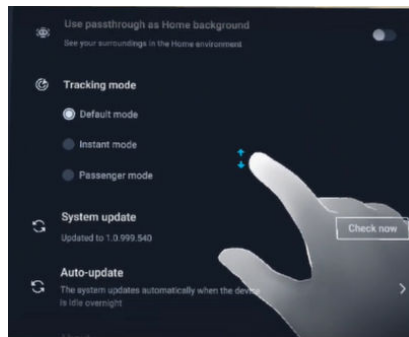 Use passthrough as Home background
See your surroundings in the Home environment
Tracking mode
Default mode
Instant mode
Passenger mode
System update
Updated to 1.0.999.540
Check now
Auto-update
The system updates automatically when the device
is idle overnight